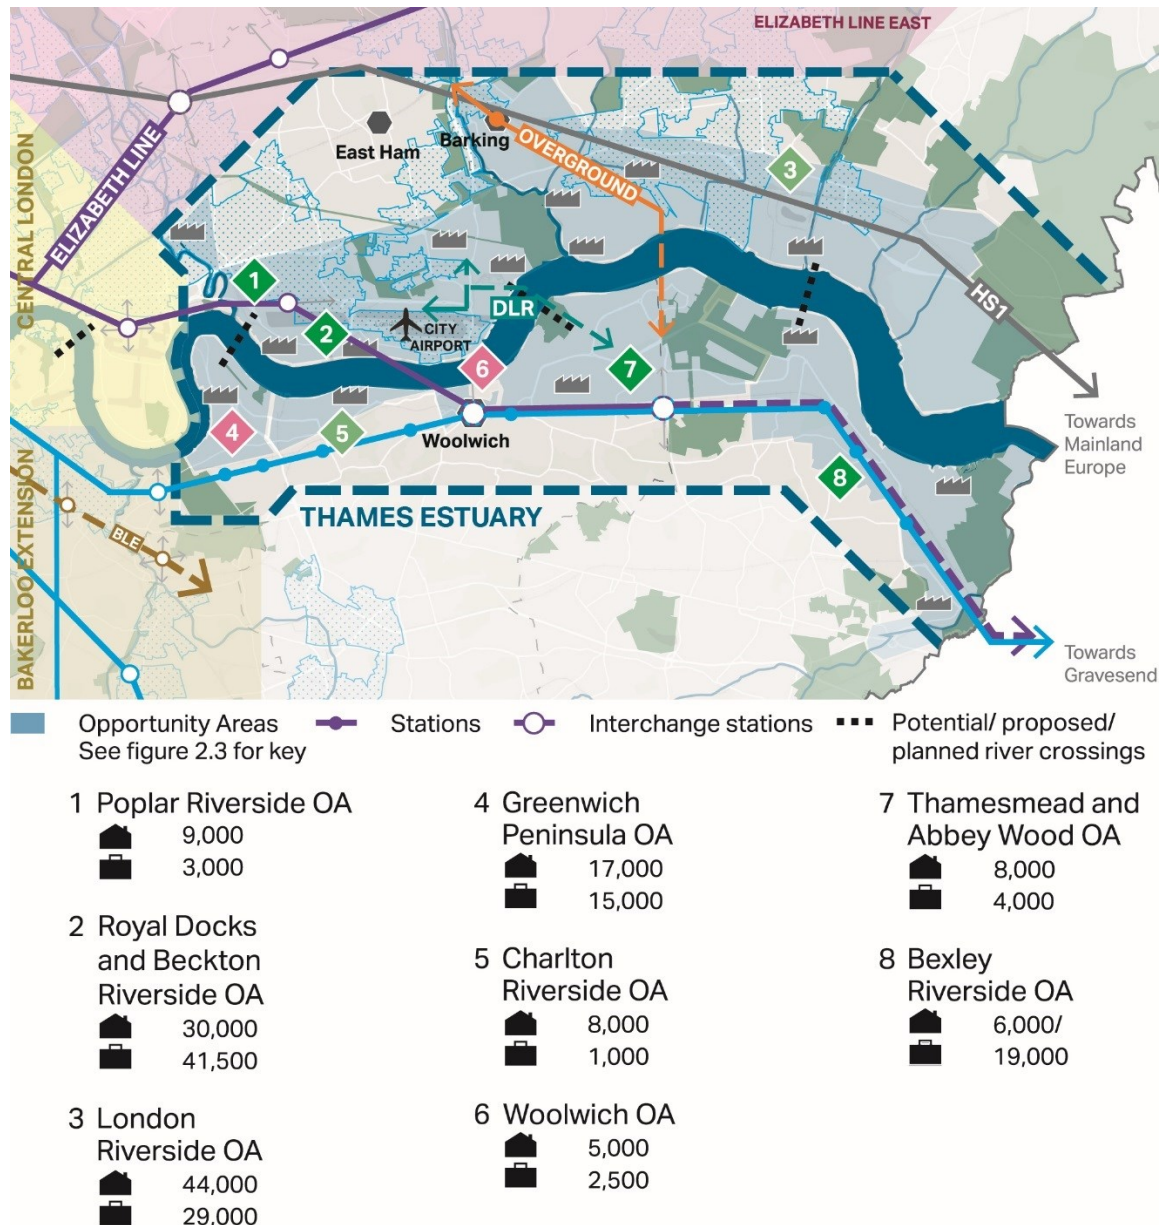 ELIZABETH LINE EAST
CENTRAL LONDON
ELIZABETH LINE
East Ham
Barking
OVERGROUND
3
1
2
DLR
CITY
AIRPORT
HS1
6
7
4
5
Woolwich
8
Towards
Mainland
Europe
BAKERLOO EXTENSION
BLE
THAMES ESTUARY
Towards
Gravesend
Opportunity Areas
See figure 2.3 for key
Stations
Interchange stations
Potential/ proposed/
planned river crossings
1 Poplar Riverside OA
9,000
3,000
2 Royal Docks
and Beckton
Riverside OA
30,000
41,500
3 London
Riverside OA
44,000
29,000
4 Greenwich
Peninsula OA
17,000
15,000
5 Charlton
Riverside OA
8,000
1,000
6 Woolwich OA
5,000
2,500
7 Thamesmead and
Abbey Wood OA
8,000
4,000
8 Bexley
Riverside OA
6,000/
19,000